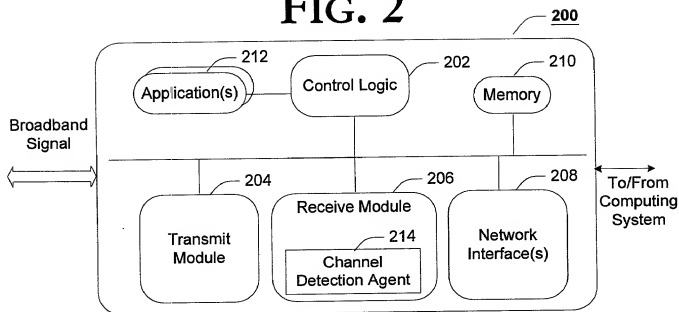 FIG. 2
200
212
Application(s)
Control Logic
202
210
Memory
Broadband
Signal
204
Transmit
Module
206
Receive Module
214
Channel
Detection Agent
208
Network
Interface(s)
To/From
Computing
System